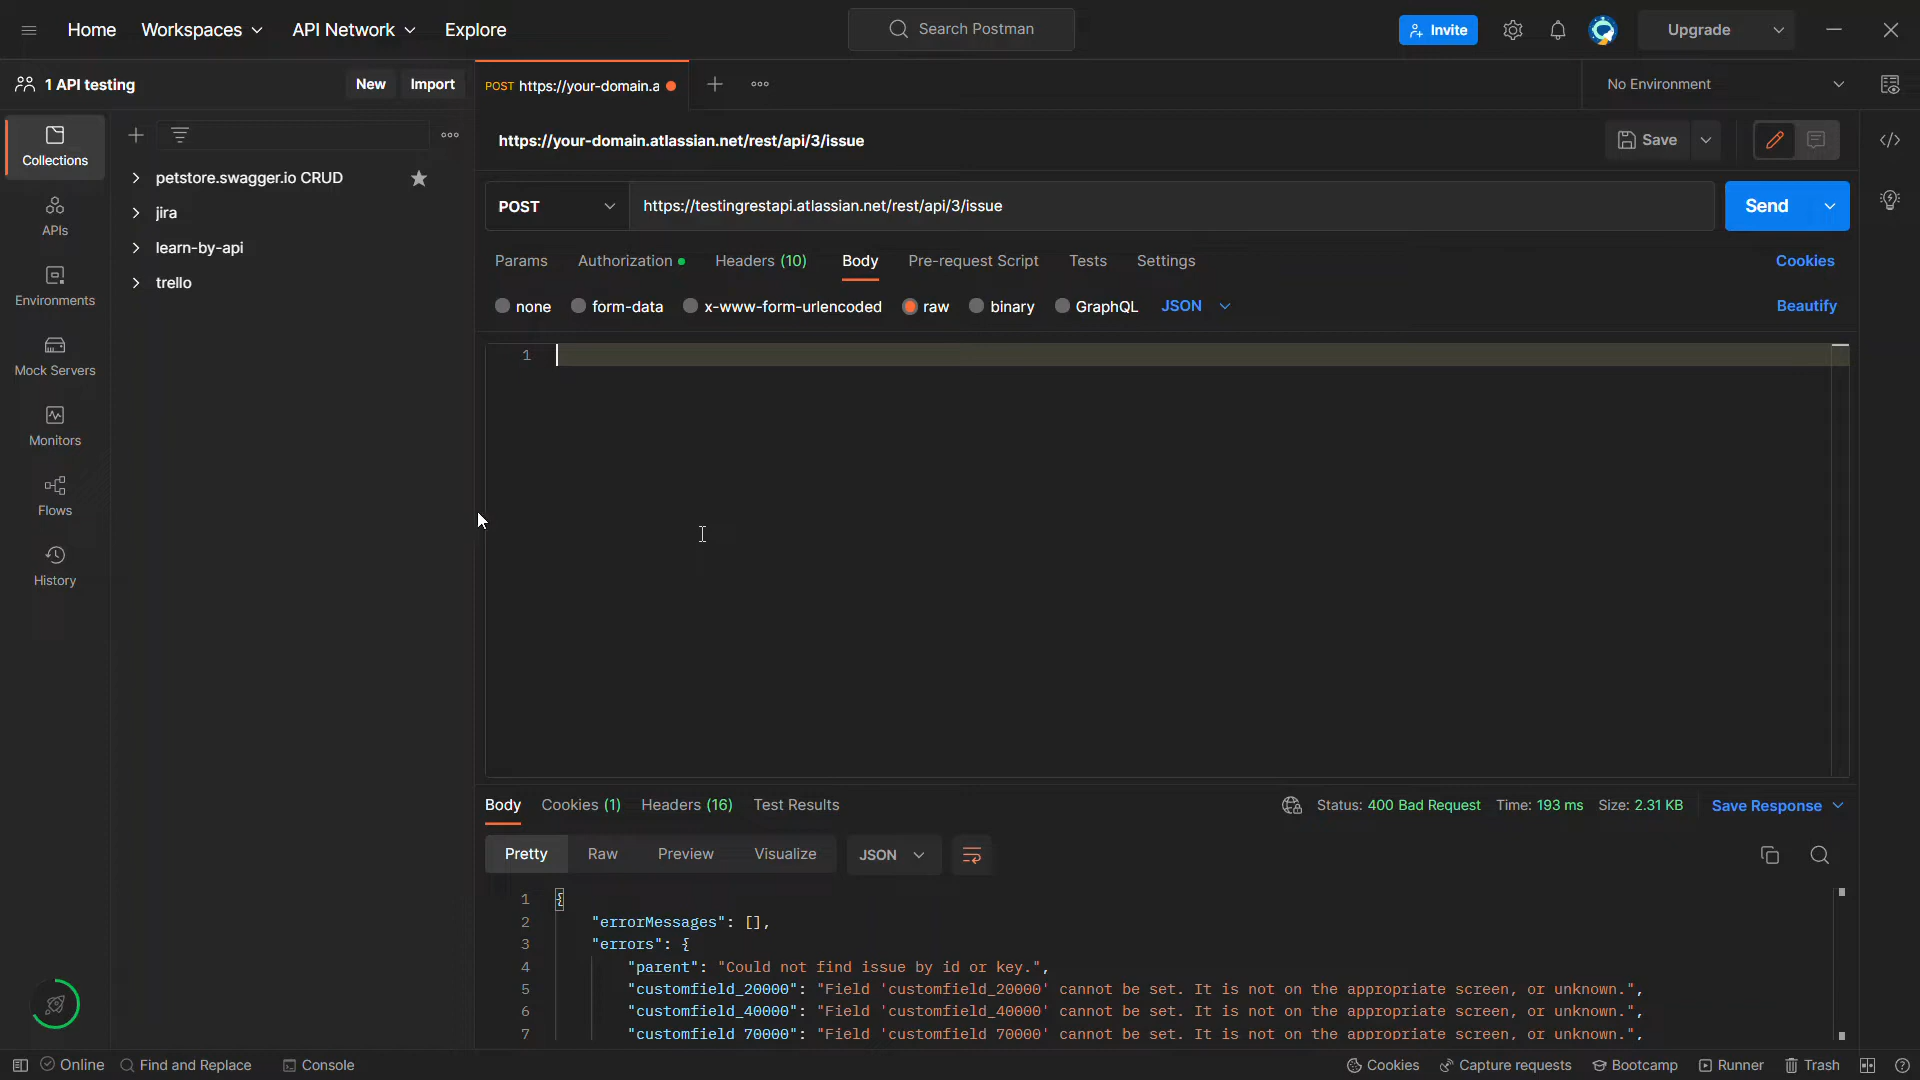 Home Workspaces API Network Explore Search Postman Invite Upgrade
1 API testing New Import POST https://your-domain.a No Environment
https://your-domain.atlassian.net/rest/api/3/issue Save
Collections
petstore.swagger.io CRUD
jira
learn-by-api
trello
APIs
Environments
Mock Servers
Monitors
Flows
History
POST https://testingrestapi.atlassian.net/rest/api/3/issue Send
Params Authorization Headers (10) Body Pre-request Script Tests Settings Cookies
none form-data x-www-form-urlencoded raw binary GraphQL JSON Beautify
1
Body Cookies (1) Headers (16) Test Results Status: 400 Bad Request Time: 193 ms Size: 2.31 KB Save Response
Pretty Raw Preview Visualize JSON
1 {
2 "errorMessages": [],
3 "errors": {
4 "parent": "Could not find issue by id or key.",
5 "customfield_20000": "Field 'customfield_20000' cannot be set. It is not on the appropriate screen, or unknown.",
6 "customfield_40000": "Field 'customfield_40000' cannot be set. It is not on the appropriate screen, or unknown.",
7 "customfield_70000": "Field 'customfield_70000' cannot be set. It is not on the appropriate screen, or unknown.",
Online Find and Replace Console Cookies Capture requests Bootcamp Runner Trash